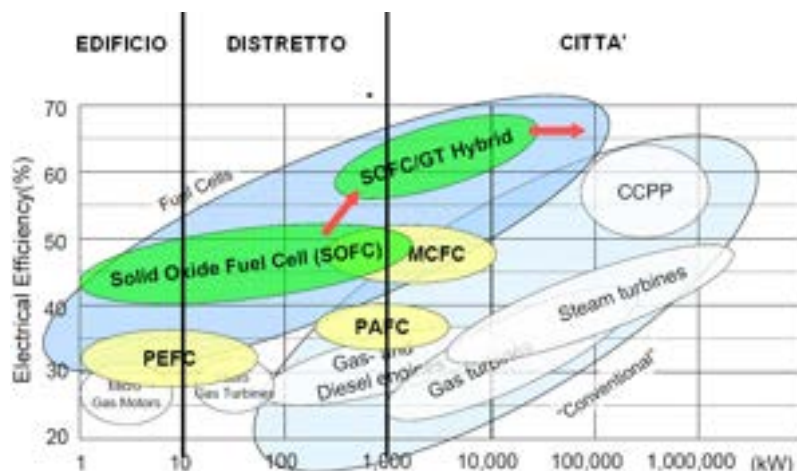 EDIFICIO
DISTRETTO
CITTA'
70
60
50
40
30
20
Electrical Efficiency(%)
Fuel Cells
SOFC/GT Hybrid
CCPP
Solid Oxide Fuel Cell (SOFC)
MCFC
Steam turbines
PAFC
PEFC
Gas- and
Diesel engines
Gas turbines
Micro
Gas Motors
Gas Turbines
"Conventional"
1
10
100
1,000
10,000
100,000
1,000,000
(kW)